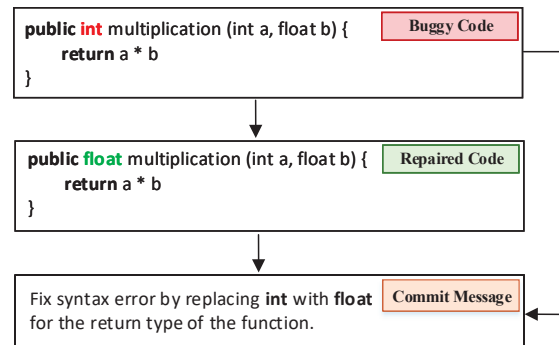 public int multiplication (int a, float b) {
Buggy Code
return a * b
}
public float multiplication (int a, float b) {
Repaired Code
return a * b
}
Fix syntax error by replacing int with float
Commit Message
for the return type of the function.